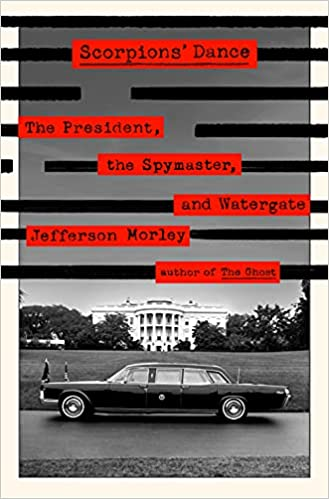 Scorpions' Dance
The President,
the Spymaster,
and Watergate
Jefferson Morley
author of The Ghost